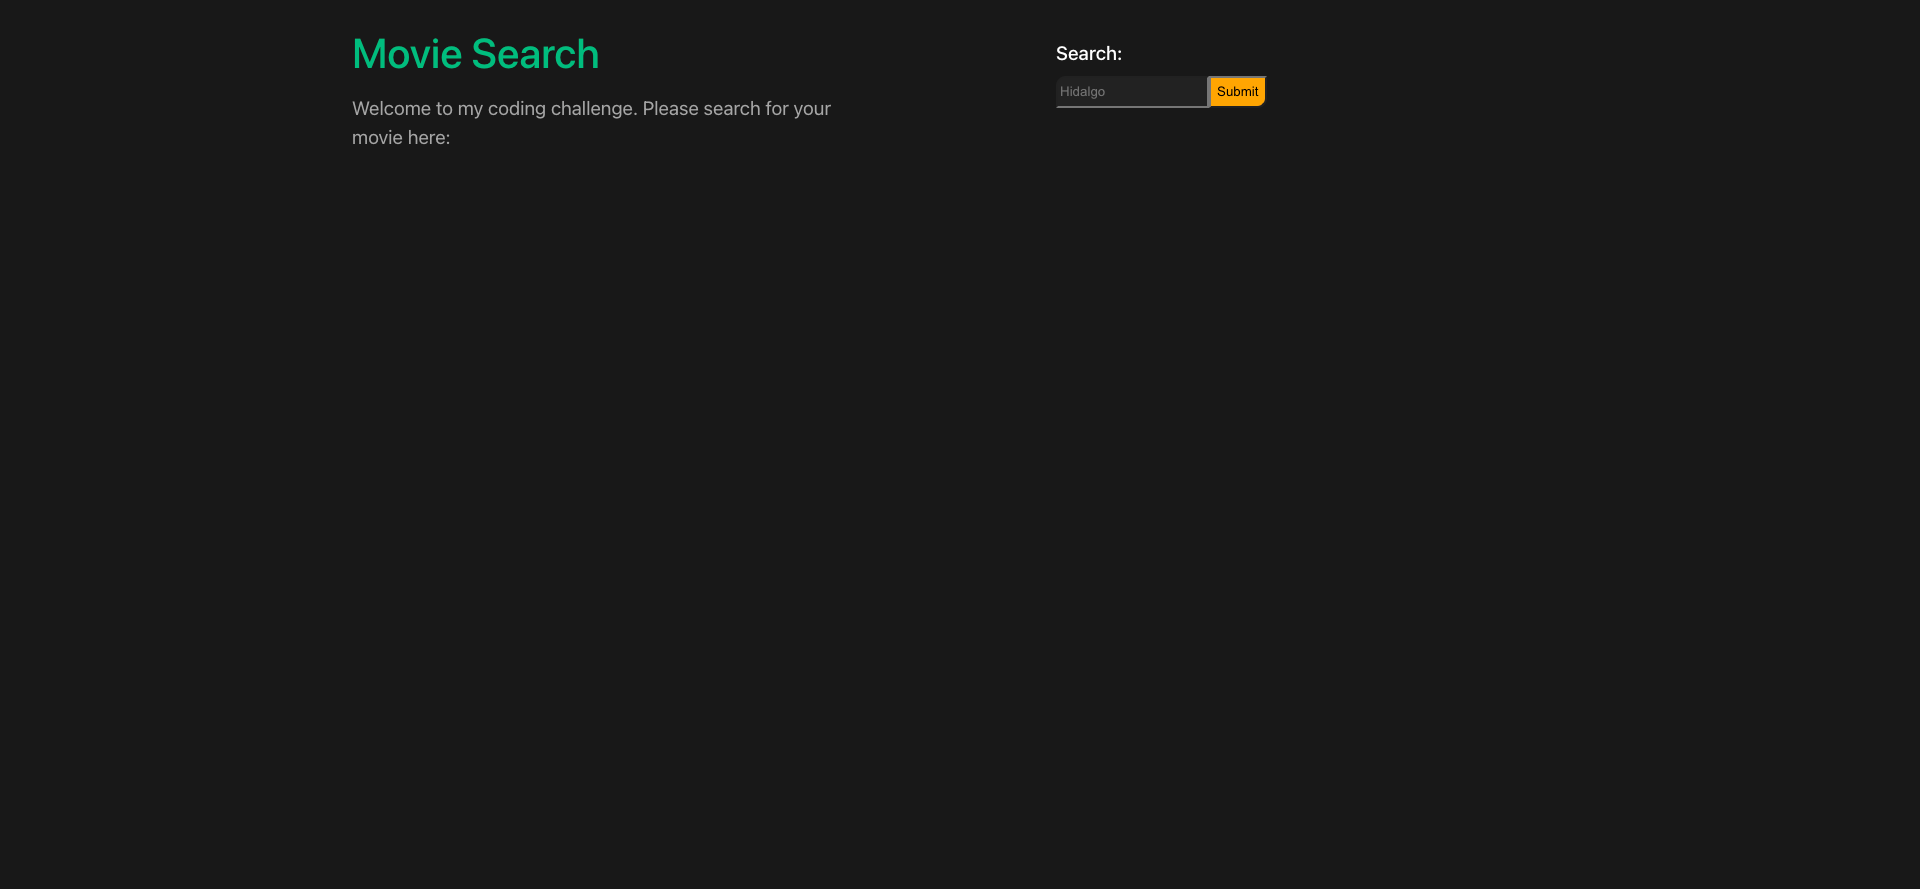 Movie Search
Welcome to my coding challenge. Please search for your
movie here:
Search:
Hidalgo
Submit